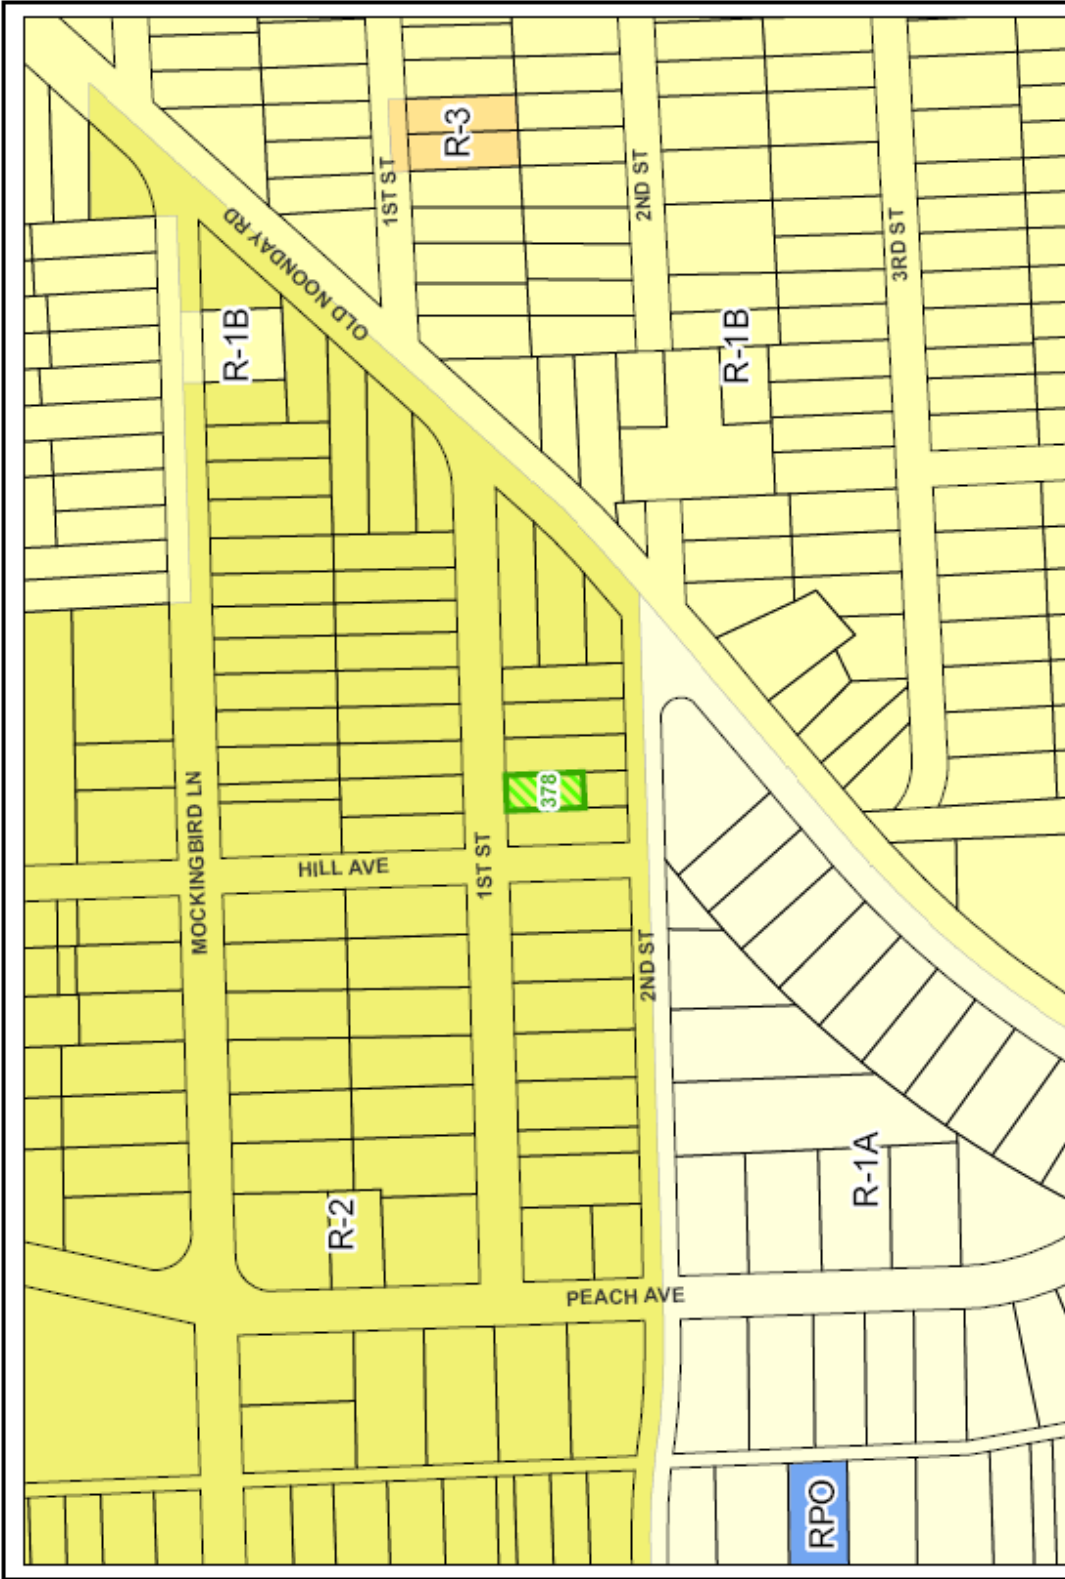 R-3
1ST ST
2ND ST
OLD NOONDAY RD
3RD ST
R-1B
R-1B
MOCKINGBIRD LN
378
HILL AVE
1ST ST
2ND ST
R-1A
R-2
PEACH AVE
RPO